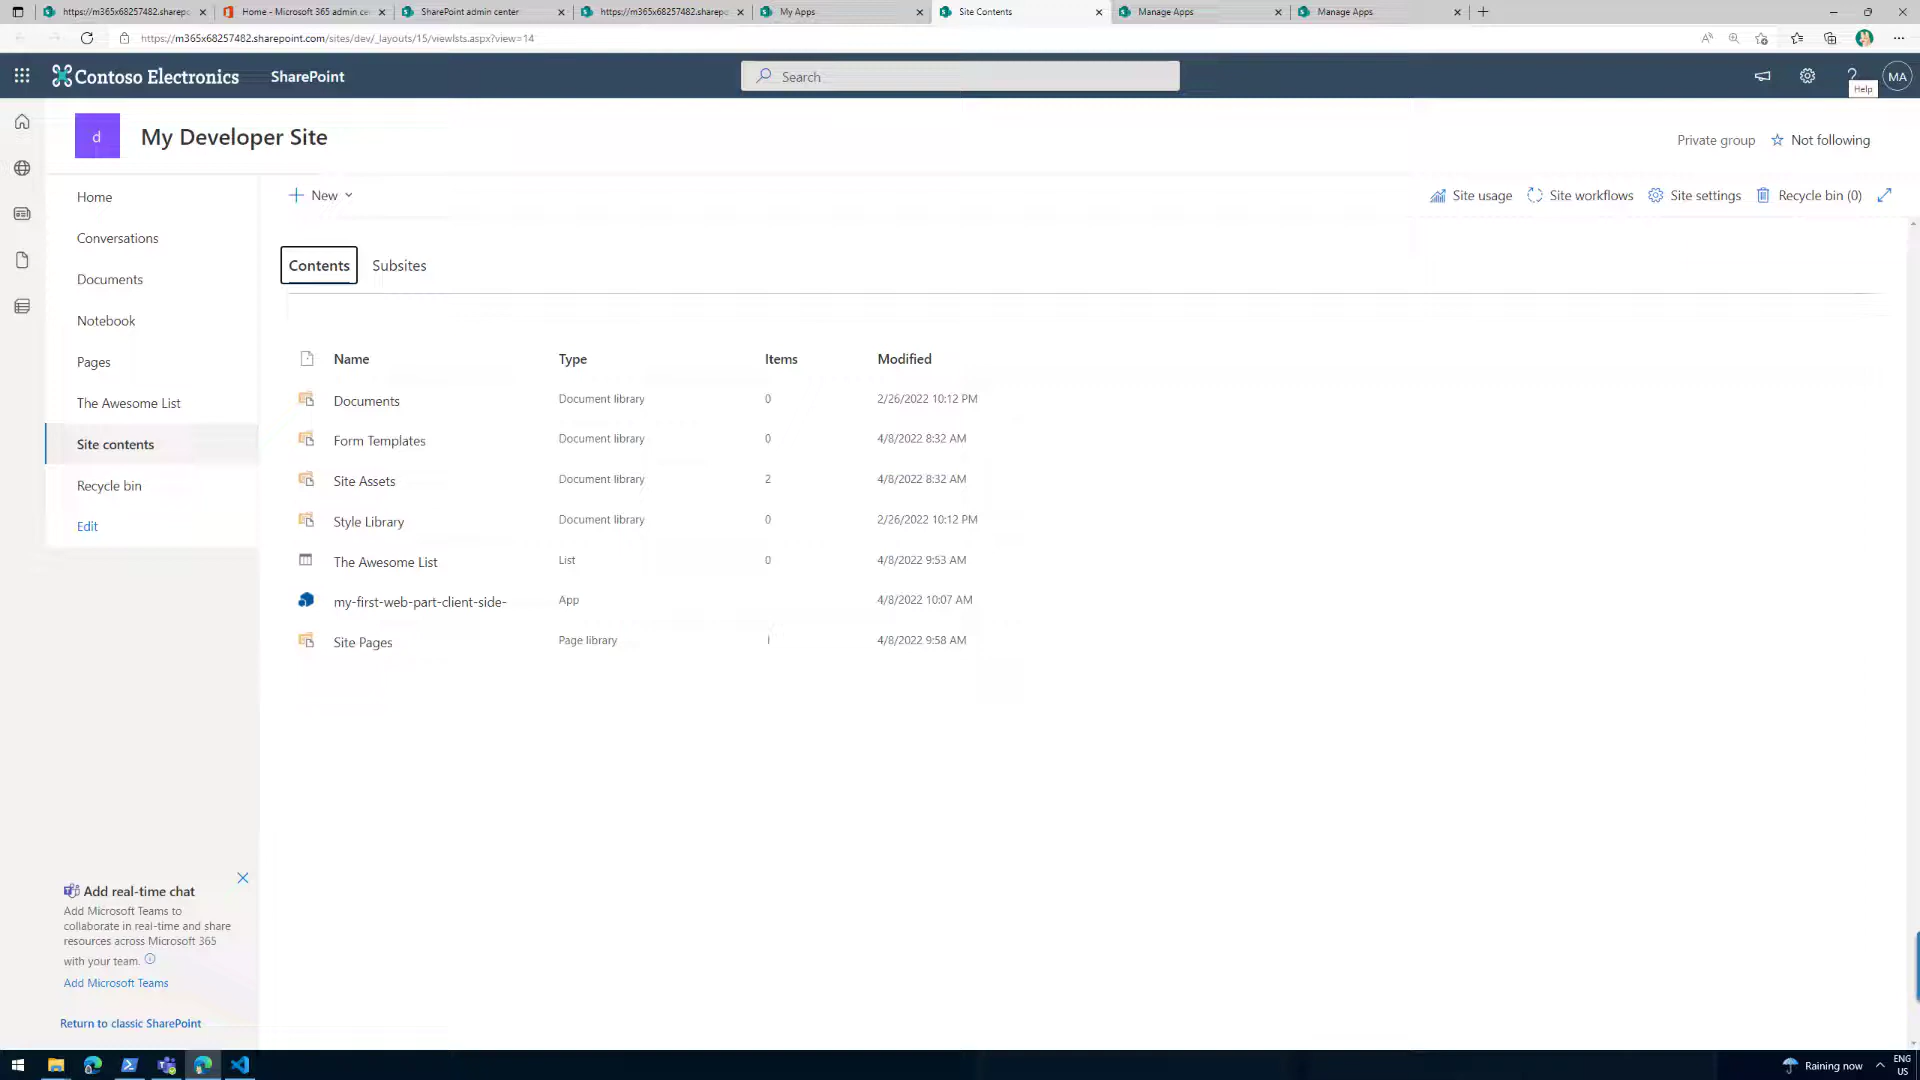 https://m365x68257482.sharepc
Home - Microsoft 365 admin ce
SharePoint admin center
https://m365x68257482.sharepc
My Apps
Site Contents
Manage Apps
Manage Apps
https://m365x68257482.sharepoint.com/sites/dev/_layouts/15/viewlsts.aspx?view=14
Contoso Electronics
SharePoint
Search
?
MA
Help
d
My Developer Site
Private group
Not following
Home
Conversations
Documents
Notebook
Pages
The Awesome List
Site contents
Recycle bin
Edit
New
Site usage
Site workflows
Site settings
Recycle bin (0)
Contents
Subsites
Name Type Items Modified
Documents Document library 0 2/26/2022 10:12 PM
Form Templates Document library 0 4/8/2022 8:32 AM
Site Assets Document library 2 4/8/2022 8:32 AM
Style Library Document library 0 2/26/2022 10:12 PM
The Awesome List List 0 4/8/2022 9:53 AM
my-first-web-part-client-side- App 4/8/2022 10:07 AM
Site Pages Page library 4/8/2022 9:58 AM
Add real-time chat
Add Microsoft Teams to
collaborate in real-time and share
resources across Microsoft 365
with your team.
Add Microsoft Teams
Return to classic SharePoint
Raining now
ENG
US